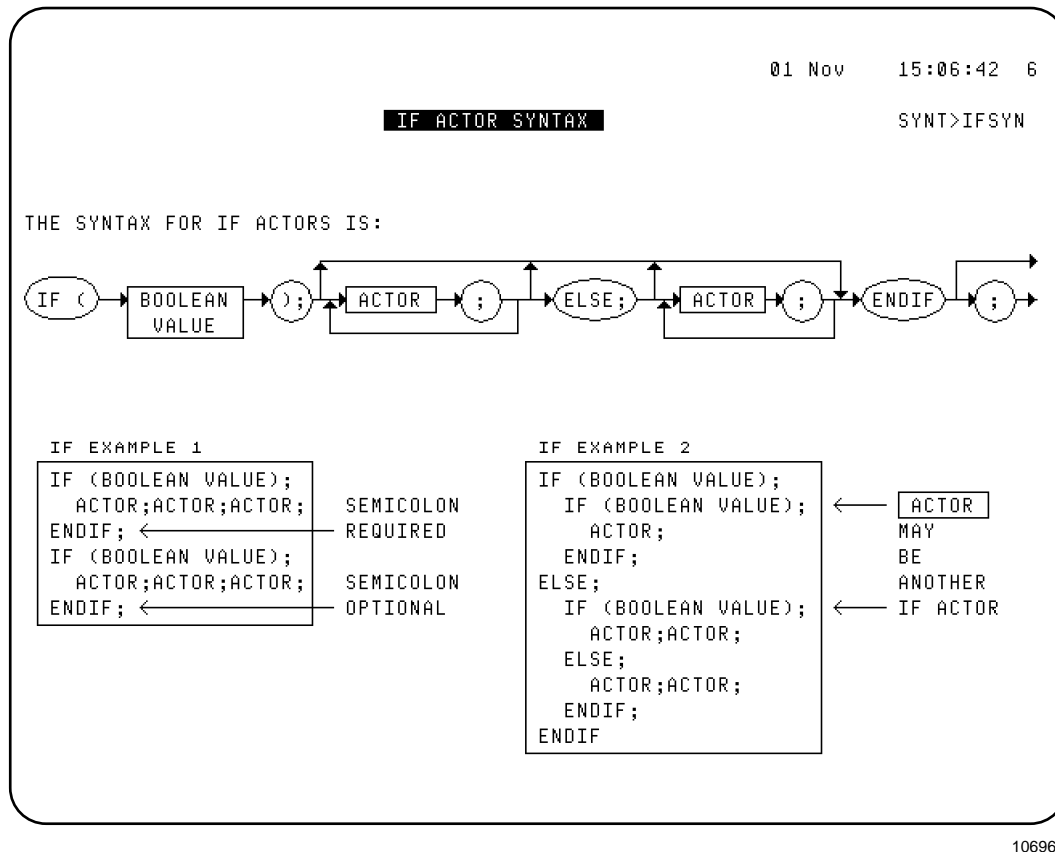 01 Nov 15:06:42 6
IF ACTOR SYNTAX SYNT>IFSYN
THE SYNTAX FOR IF ACTORS IS:
IF ( BOOLEAN VALUE ); ACTOR ; ELSE; ACTOR ; ENDIF ;
IF EXAMPLE 1
IF (BOOLEAN VALUE);
ACTOR;ACTOR;ACTOR; SEMICOLON
ENDIF; REQUIRED
IF (BOOLEAN VALUE);
ACTOR;ACTOR;ACTOR; SEMICOLON
ENDIF; OPTIONAL
IF EXAMPLE 2
IF (BOOLEAN VALUE);
IF (BOOLEAN VALUE); ACTOR
ACTOR; MAY
ENDIF; BE
ELSE; ANOTHER
IF (BOOLEAN VALUE); IF ACTOR
ACTOR;ACTOR;
ELSE;
ACTOR;ACTOR;
ENDIF;
ENDIF
10696